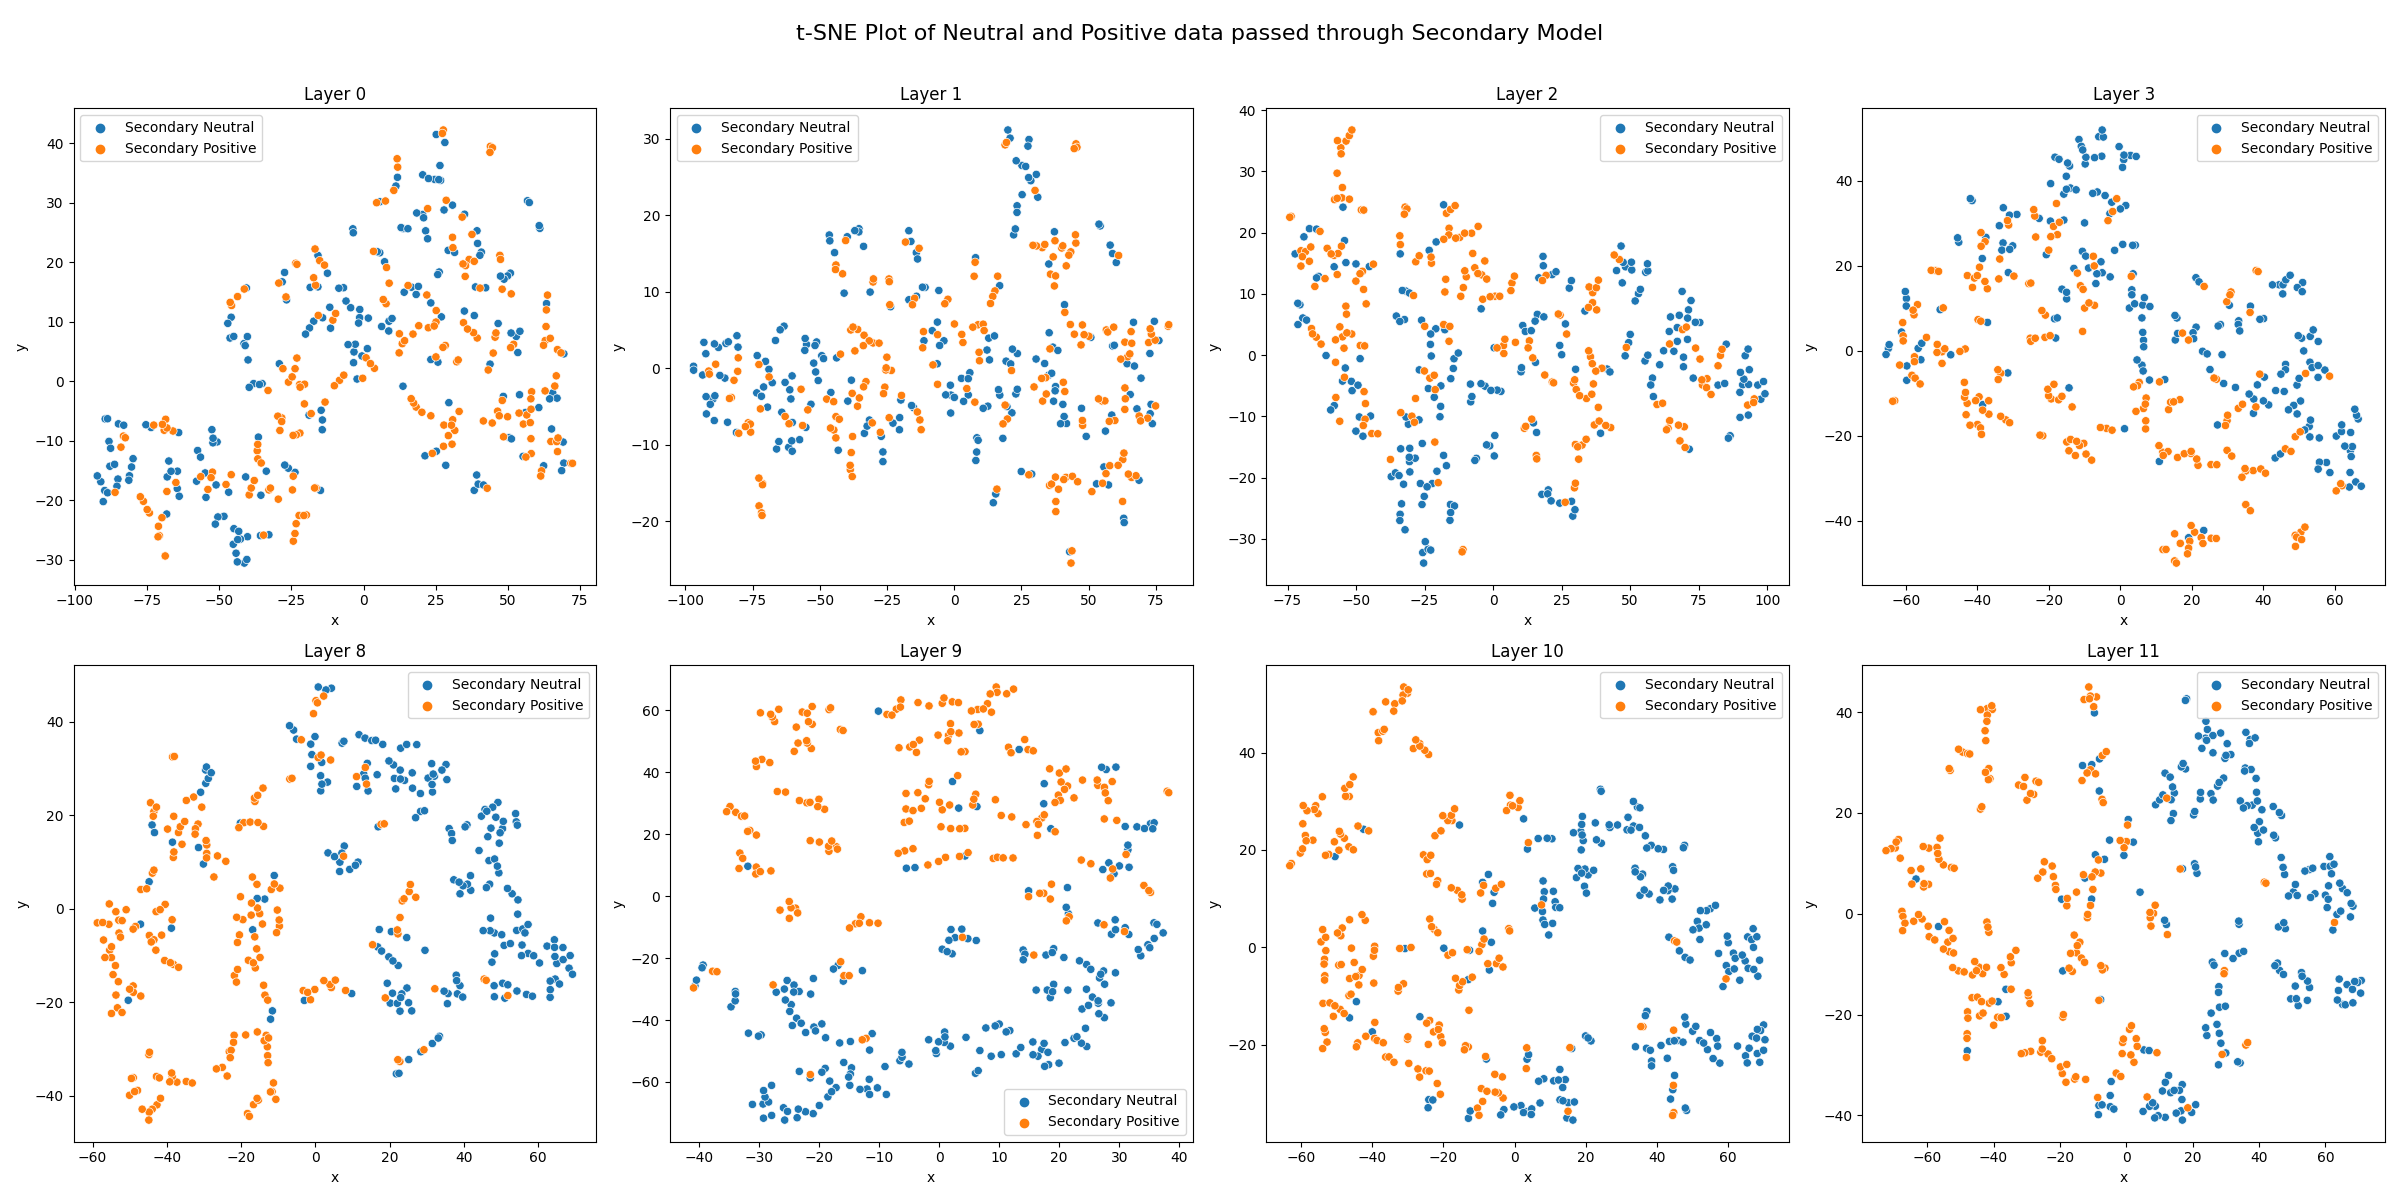 t-SNE Plot of Neutral and Positive data passed through Secondary Model
Layer 0
Secondary Neutral
Secondary Positive
40
30
20
10
0
−10
−20
−30
y
−100 −75 −50 −25 0 25 50 75
x
Layer 1
Secondary Neutral
Secondary Positive
30
20
10
0
−10
−20
y
−100 −75 −50 −25 0 25 50 75
x
Layer 2
Secondary Neutral
Secondary Positive
40
30
20
10
0
−10
−20
−30
y
−75 −50 −25 0 25 50 75 100
x
Layer 3
Secondary Neutral
Secondary Positive
40
20
0
−20
−40
y
−60 −40 −20 0 20 40 60
x
Layer 8
Secondary Neutral
Secondary Positive
40
20
0
−20
−40
y
−60 −40 −20 0 20 40 60
x
Layer 9
60
40
20
0
−20
−40
−60
y
Secondary Neutral
Secondary Positive
−40 −30 −20 −10 0 10 20 30 40
x
Layer 10
Secondary Neutral
Secondary Positive
40
20
0
−20
y
−60 −40 −20 0 20 40 60
x
Layer 11
Secondary Neutral
Secondary Positive
40
20
0
−20
−40
y
−60 −40 −20 0 20 40 60
x